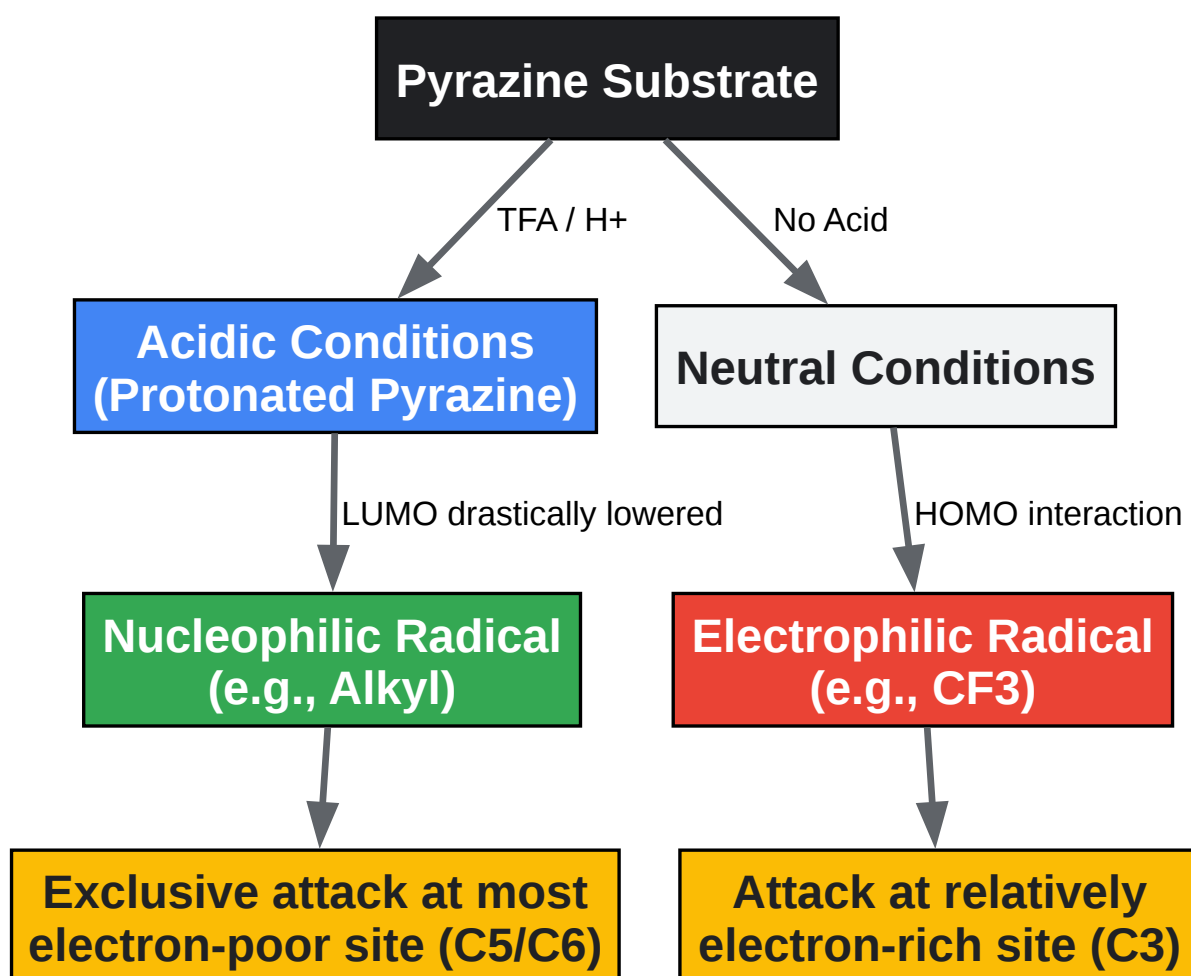 Pyrazine Substrate
TFA / H+
No Acid
Acidic Conditions
(Protonated Pyrazine)
Neutral Conditions
LUMO drastically lowered
HOMO interaction
Nucleophilic Radical
(e.g., Alkyl)
Electrophilic Radical
(e.g., CF3)
Exclusive attack at most
electron-poor site (C5/C6)
Attack at relatively
electron-rich site (C3)